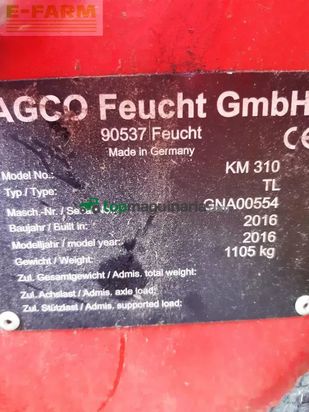 E-FARM
AGCO Feucht GmbH
90537 Feucht
Made in Germany
CE
Model No.: KM 310
Typ / Type: TL
Masch.-Nr. / Se GNA00554
topmaquinaria.com
Baujahr / Built in: 2016
Modelljahr / model year: 2016
Gewicht / Weight: 1105 kg
Zul. Gesamtgewicht / Admis. total weight:
Zul. Achslast / Admis. axle load:
Zul. Stützlast / Admis. supported load: